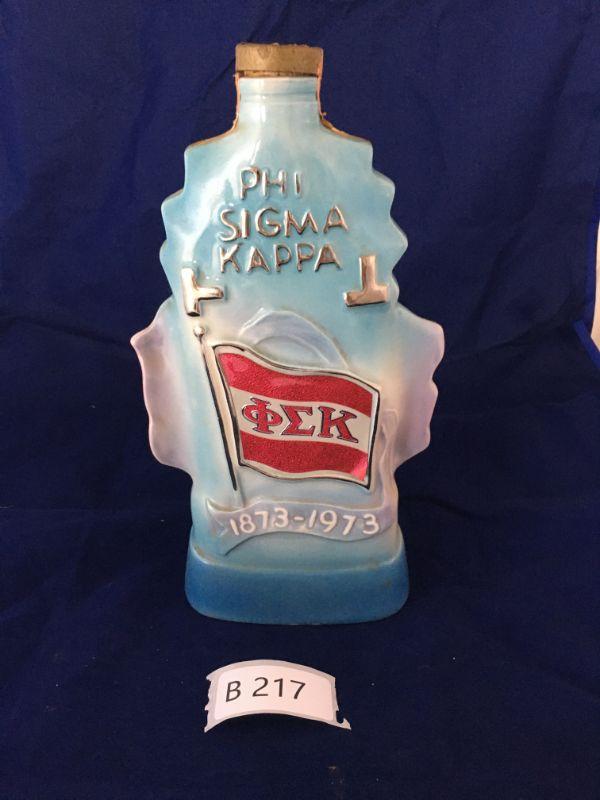 PHI
SIGMA
KAPPA
T T
ΦΣΚ
1873-1973
B 217